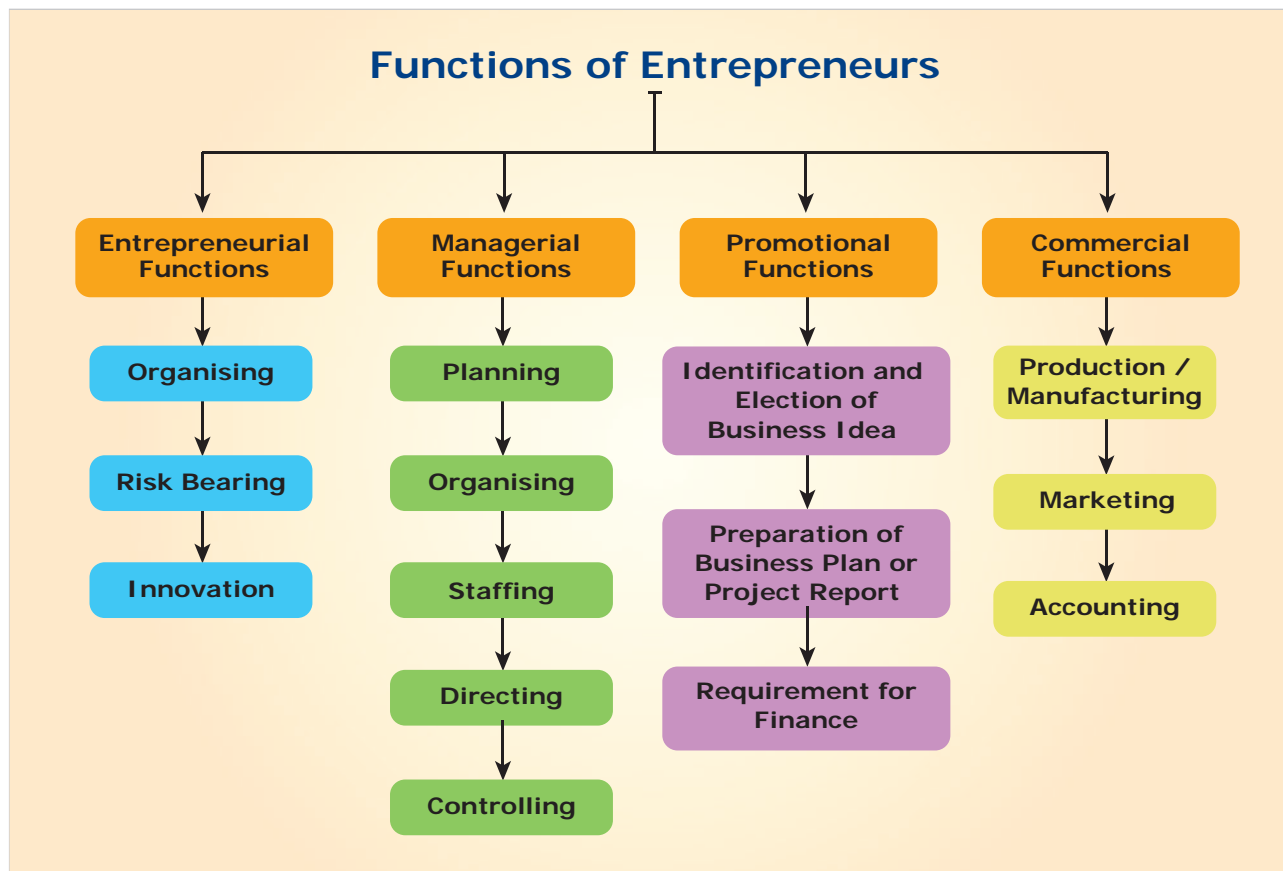 Functions of Entrepreneurs
Entrepreneurial
Functions
Organising
Risk Bearing
Innovation
Managerial
Functions
Planning
Organising
Staffing
Directing
Controlling
Promotional
Functions
Identification and
Election of
Business Idea
Preparation of
Business Plan or
Project Report
Requirement for
Finance
Commercial
Functions
Production /
Manufacturing
Marketing
Accounting